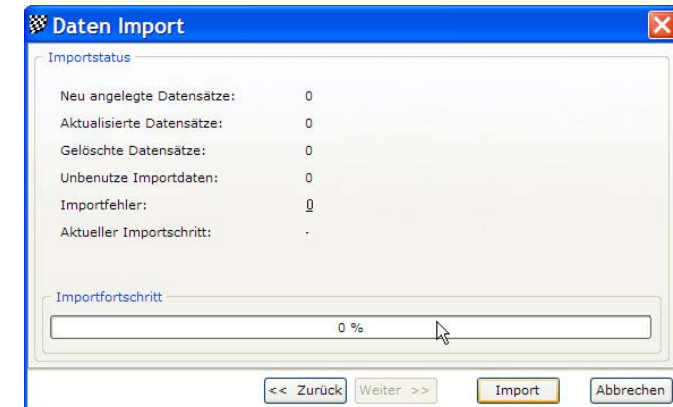 Daten Import
Importstatus
Neu angelegte Datensätze: 0
Aktualisierte Datensätze: 0
Gelöschte Datensätze: 0
Unbenutze Importdaten: 0
Importfehler: 0
Aktueller Importschritt: -
Importfortschritt
0 %
<< Zurück Weiter >> Import Abbrechen